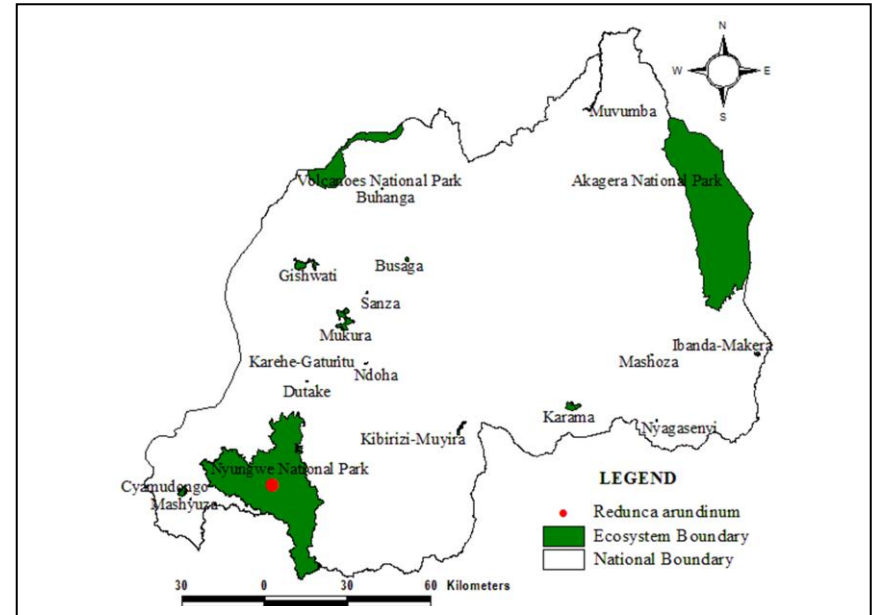 N
W E
S
Muvumba
Volcanoes National Park
Akagera National Park
Buhanga
Gishwati
Busaga
Sanza
Mukura
Ibanda-Makera
Karehe-Gatuntu
Ndoha
Mashoza
Dutake
Karama
Nyagasenyi
Kibirizi-Muyira
Nyungwe National Park
Cyamudongo
Mashyuza
LEGEND
Redunca arundinum
Ecosystem Boundary
National Boundary
30 0 30 60 Kilometers